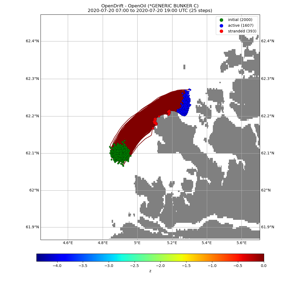 OpenDrift - OpenOil (*GENERIC BUNKER C)
2020-07-20 07:00 to 2020-07-20 19:00 UTC (25 steps)
initial (2000)
active (1607)
stranded (393)
62.4°N 62.4°N
62.3°N 62.3°N
62.2°N 62.2°N
62.1°N 62.1°N
62°N 62°N
61.9°N 61.9°N
4.6°E 4.8°E 5°E 5.2°E 5.4°E 5.6°E
−4.0 −3.5 −3.0 −2.5 −2.0 −1.5 −1.0 −0.5 0.0